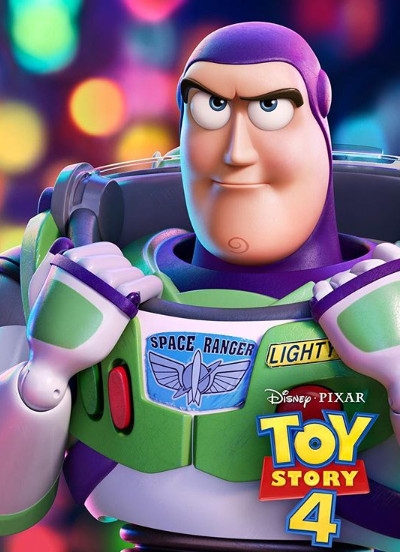 SPACE RANGER
LIGHTY
Disney · PIXAR
TOY
STORY
4